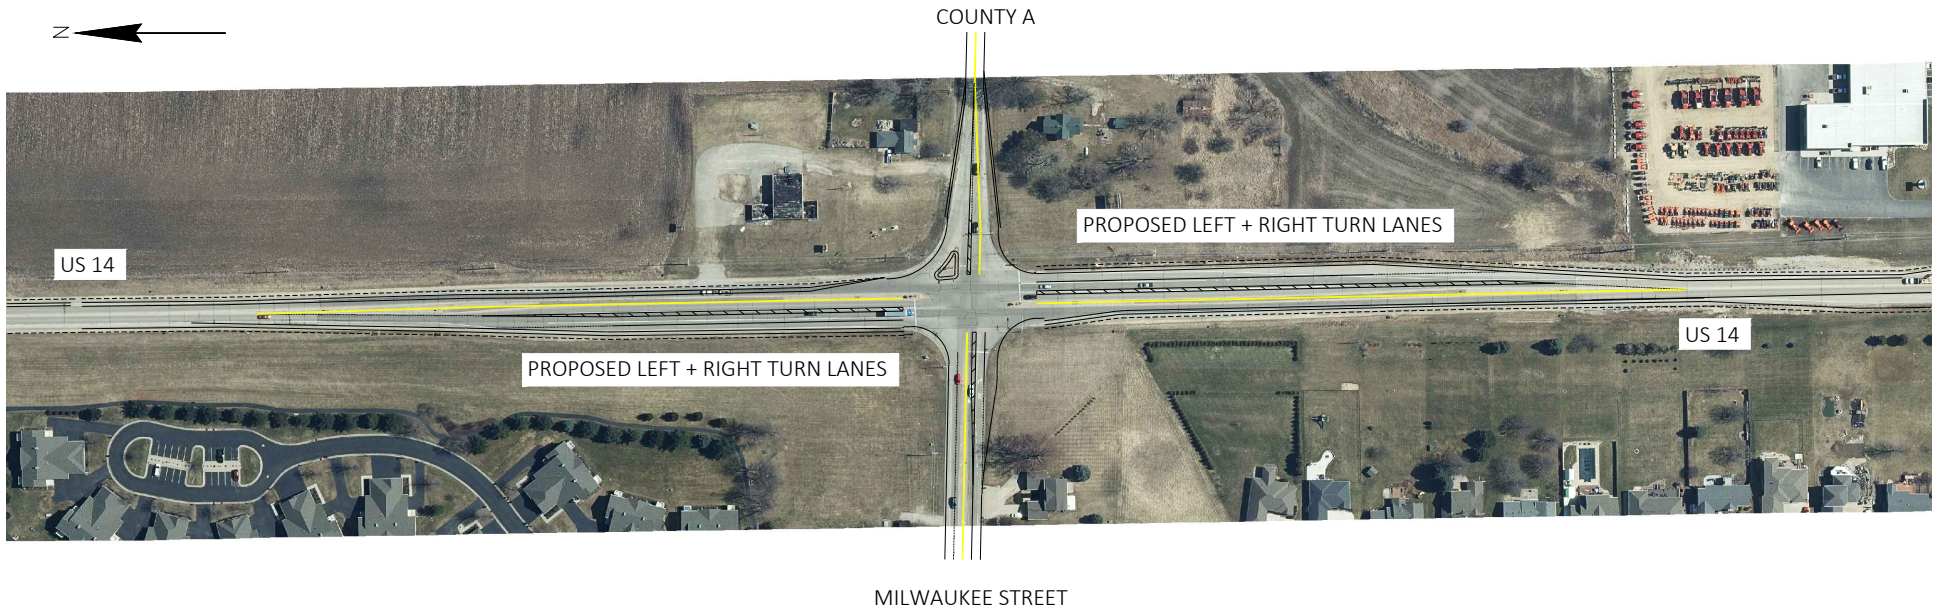 COUNTY A
N
PROPOSED LEFT + RIGHT TURN LANES
US 14
US 14
PROPOSED LEFT + RIGHT TURN LANES
MILWAUKEE STREET